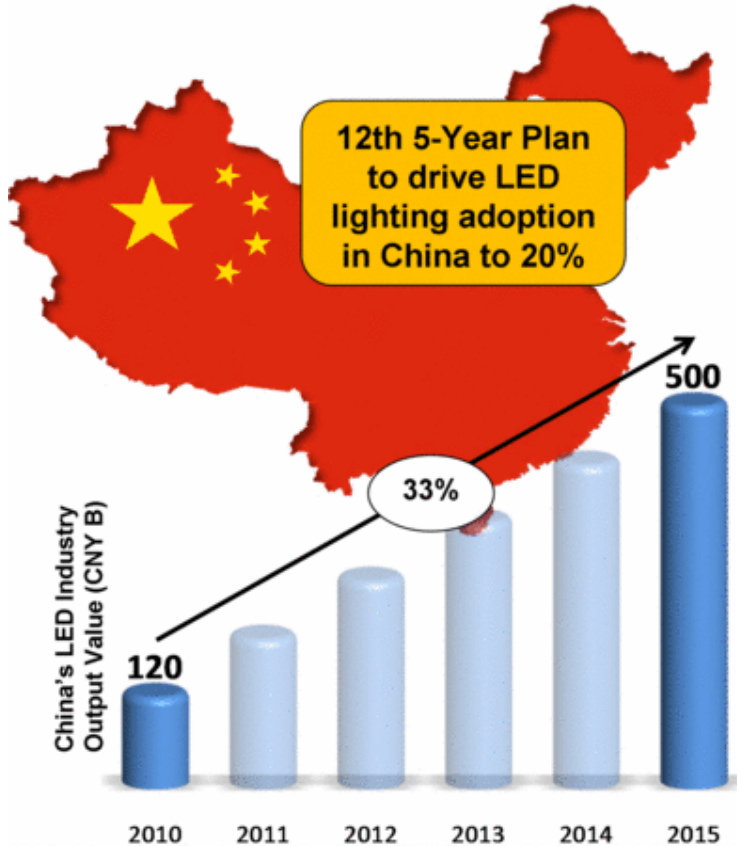 12th 5-Year Plan
to drive LED
lighting adoption
in China to 20%
500
33%
120
China's LED Industry
Output Value (CNY B)
2010 2011 2012 2013 2014 2015